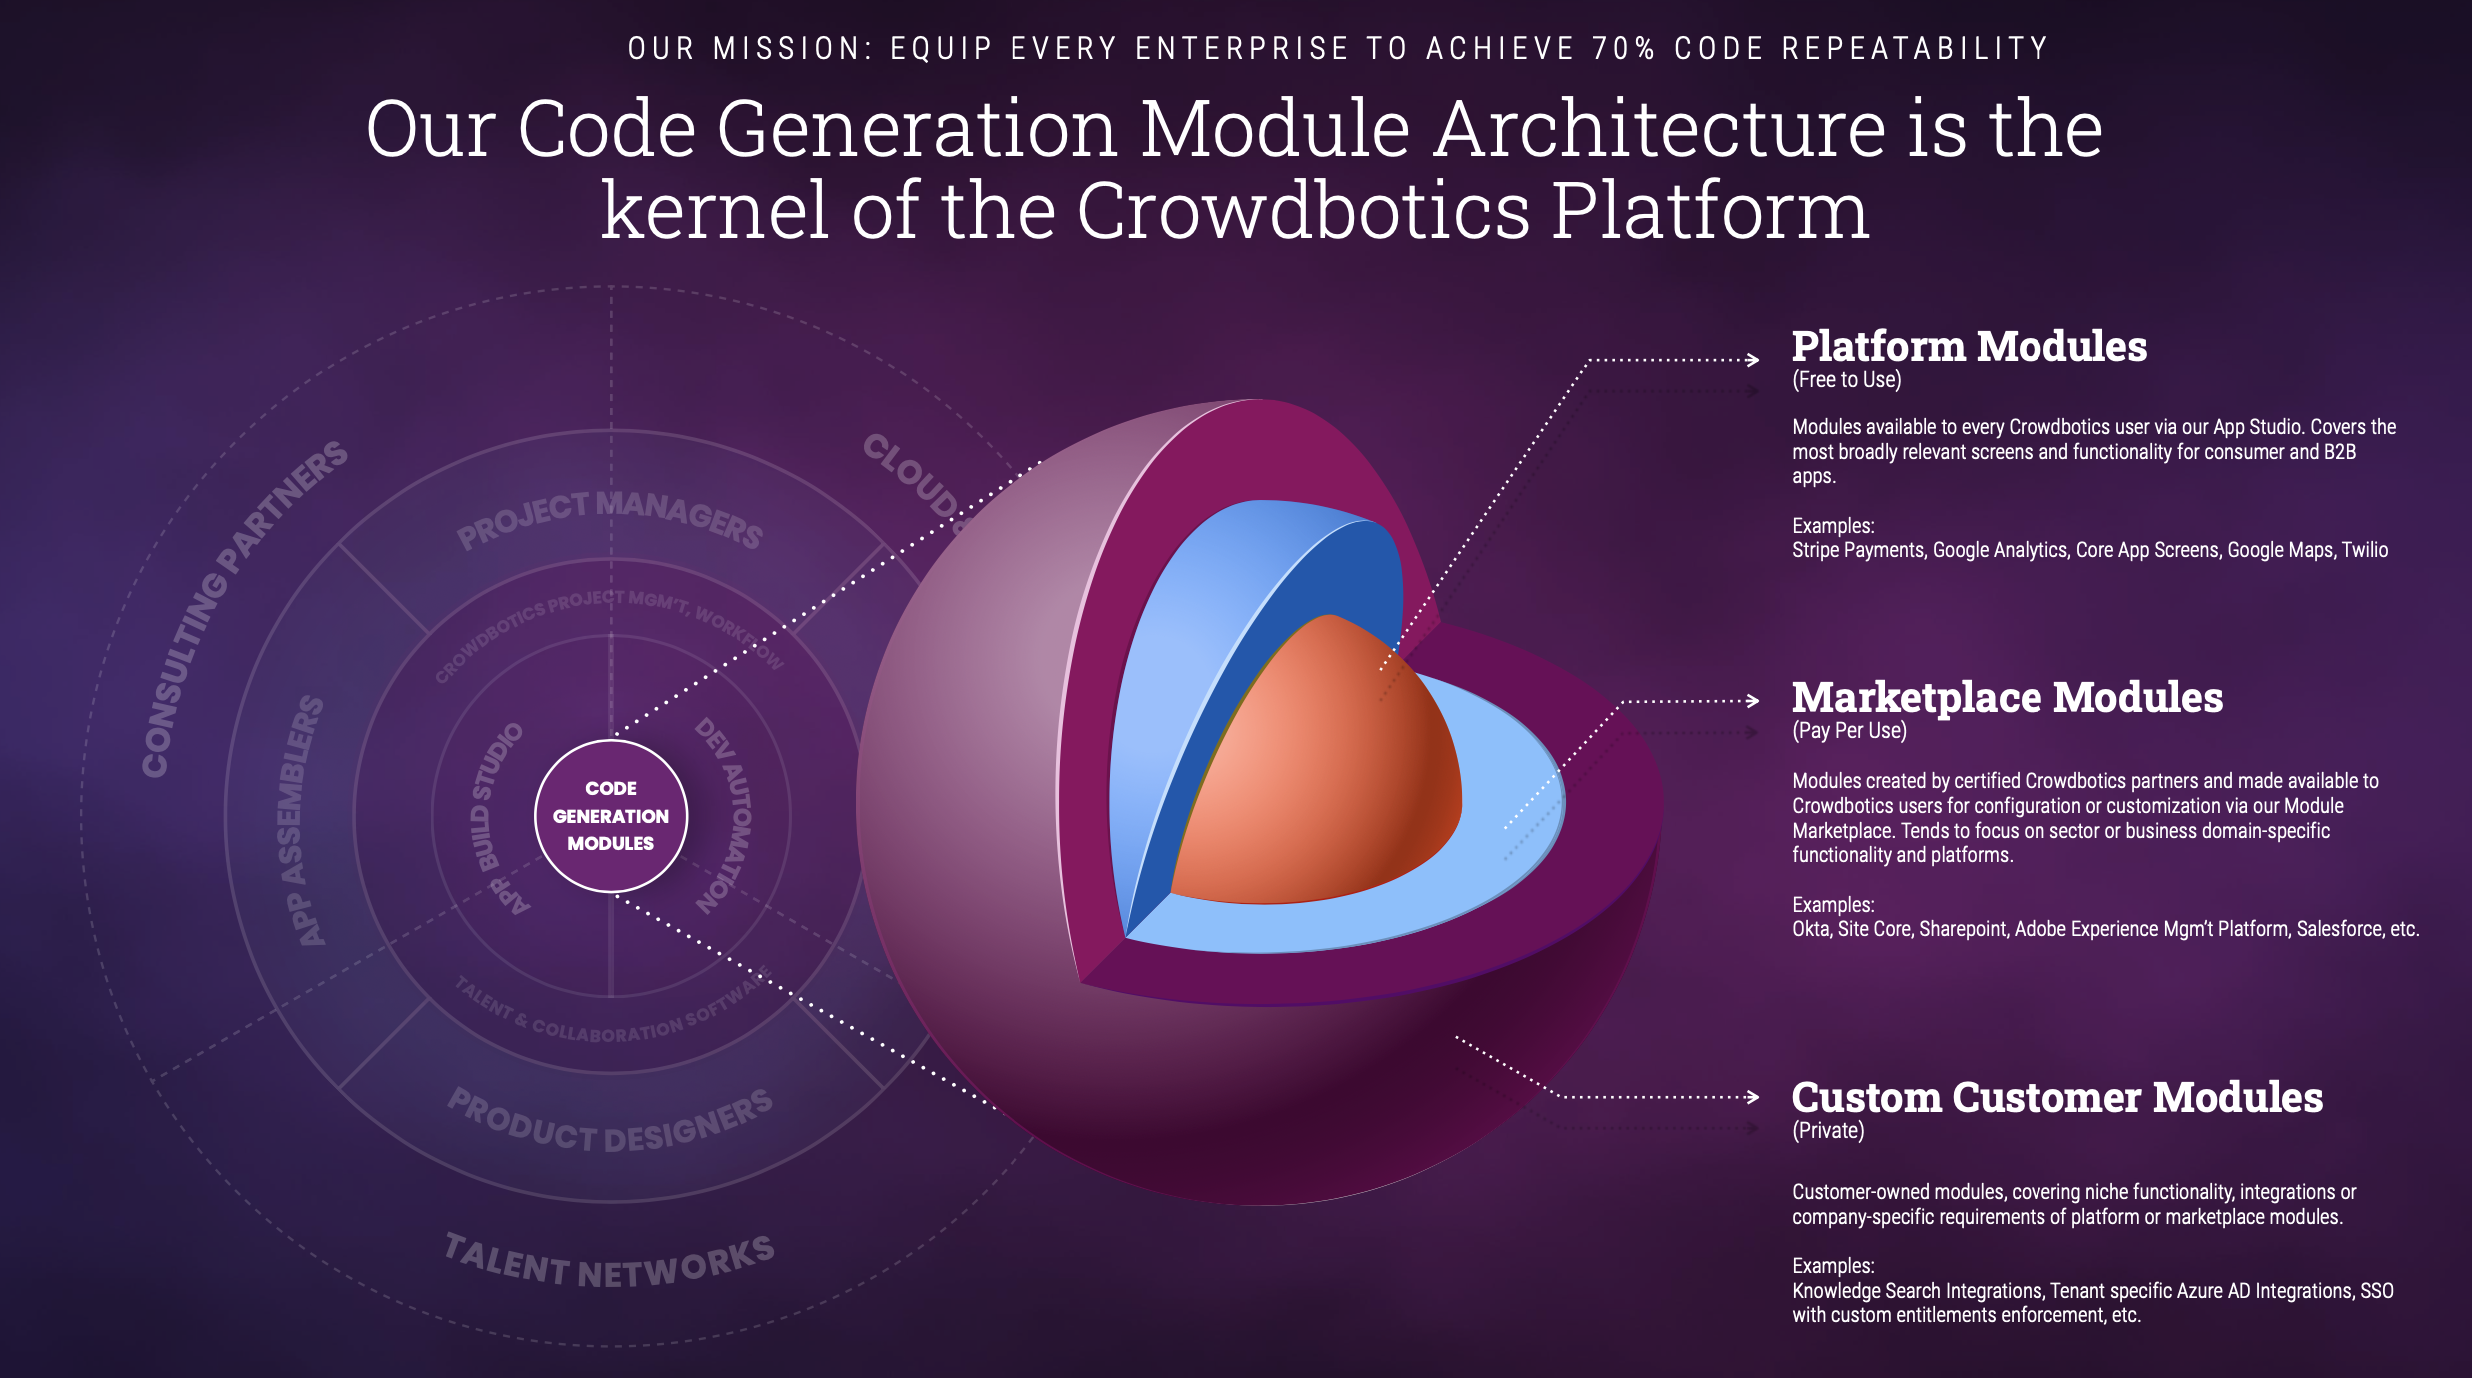 OUR MISSION: EQUIP EVERY ENTERPRISE TO ACHIEVE 70% CODE REPEATABILITY
Our Code Generation Module Architecture is the
kernel of the Crowdbotics Platform
CONSULTING PARTNERS
CLOUD
PROJECT MANAGERS
CROWDBOTICS PROJECT MGM'T, WORKFLOW
APP ASSEMBLERS
APP BUILD STUDIO
DEV AUTOMATION
CODE
GENERATION
MODULES
TALENT & COLLABORATION SOFTWARE
PRODUCT DESIGNERS
TALENT NETWORKS
Platform Modules
(Free to Use)
Modules available to every Crowdbotics user via our App Studio. Covers the
most broadly relevant screens and functionality for consumer and B2B
apps.
Examples:
Stripe Payments, Google Analytics, Core App Screens, Google Maps, Twilio
Marketplace Modules
(Pay Per Use)
Modules created by certified Crowdbotics partners and made available to
Crowdbotics users for configuration or customization via our Module
Marketplace. Tends to focus on sector or business domain-specific
functionality and platforms.
Examples:
Okta, Site Core, Sharepoint, Adobe Experience Mgm't Platform, Salesforce, etc.
Custom Customer Modules
(Private)
Customer-owned modules, covering niche functionality, integrations or
company-specific requirements of platform or marketplace modules.
Examples:
Knowledge Search Integrations, Tenant specific Azure AD Integrations, SSO
with custom entitlements enforcement, etc.